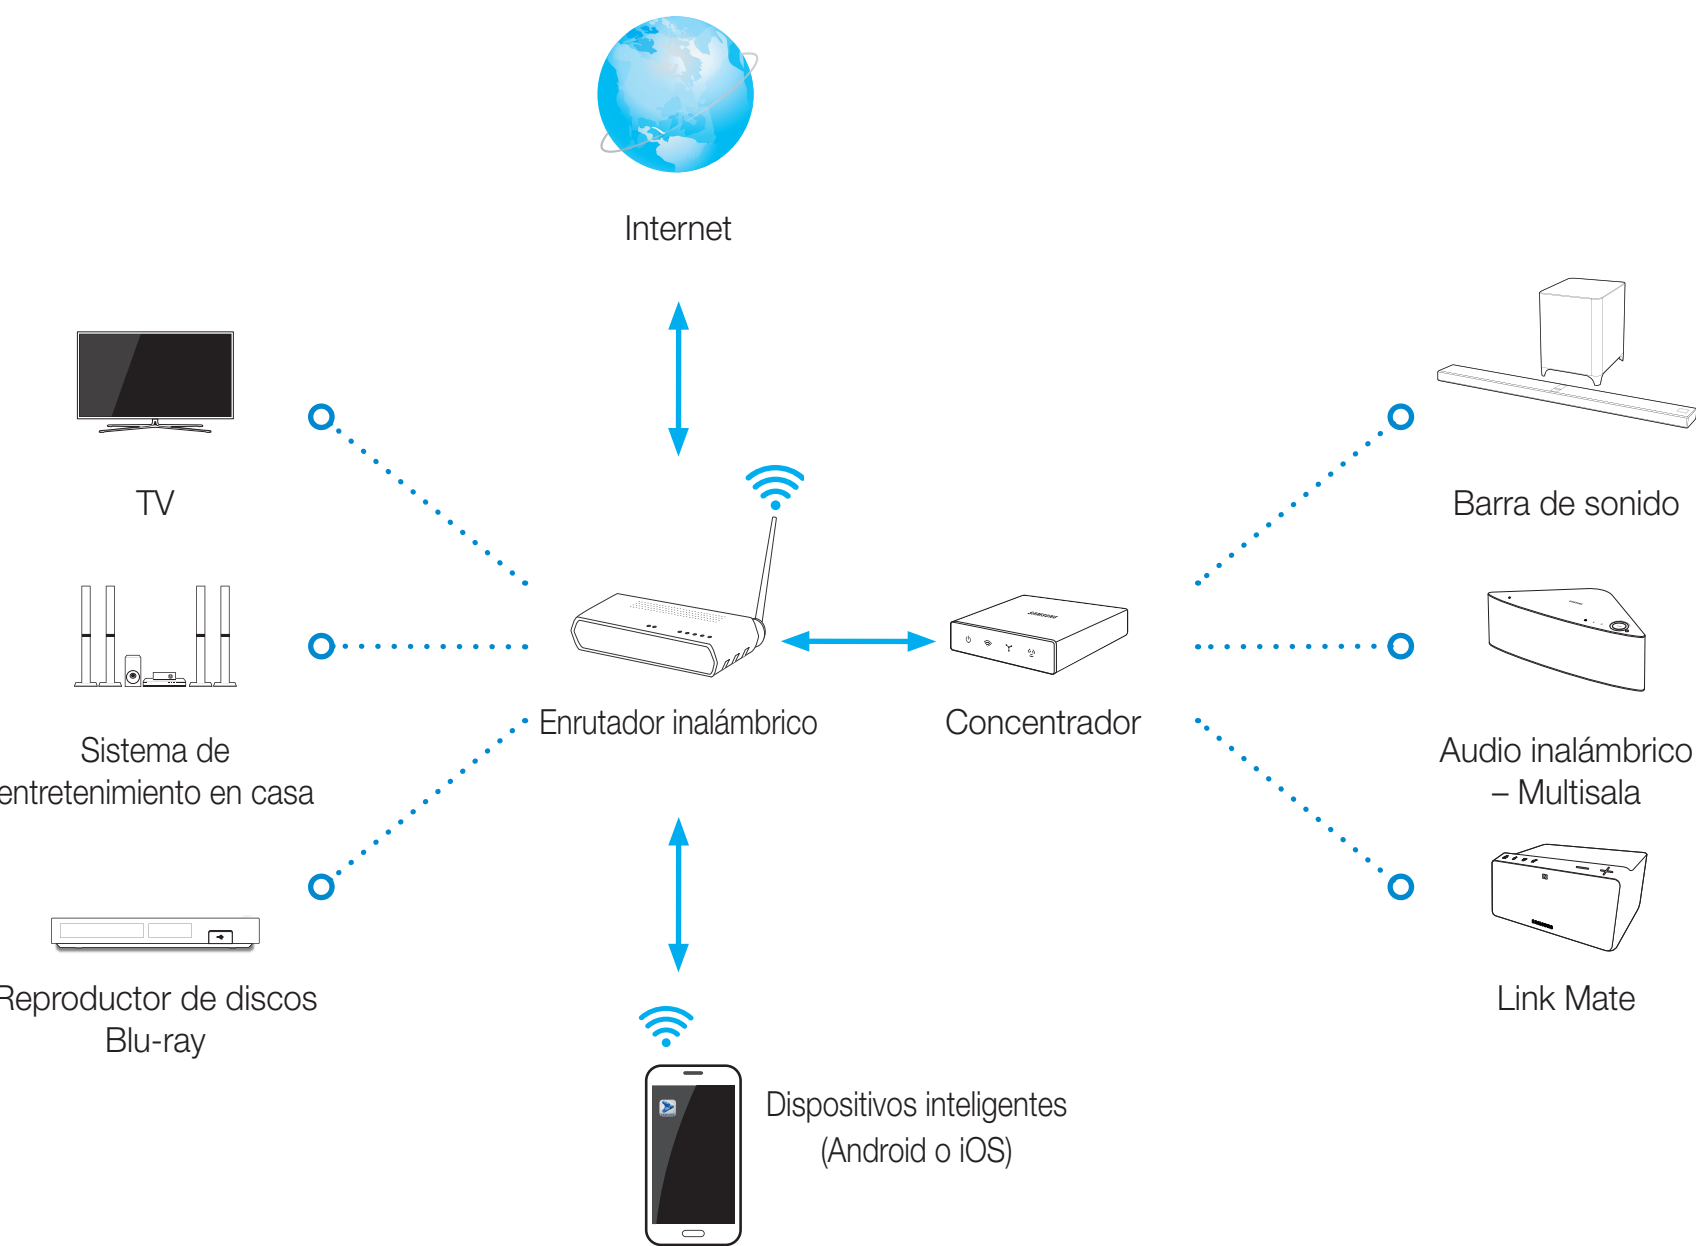 Internet
TV
Barra de sonido
SAMSUNG
Enrutador inalámbrico
Concentrador
Sistema de
entretenimiento en casa
Audio inalámbrico
– Multisala
Reproductor de discos
Blu-ray
Link Mate
Dispositivos inteligentes
(Android o iOS)